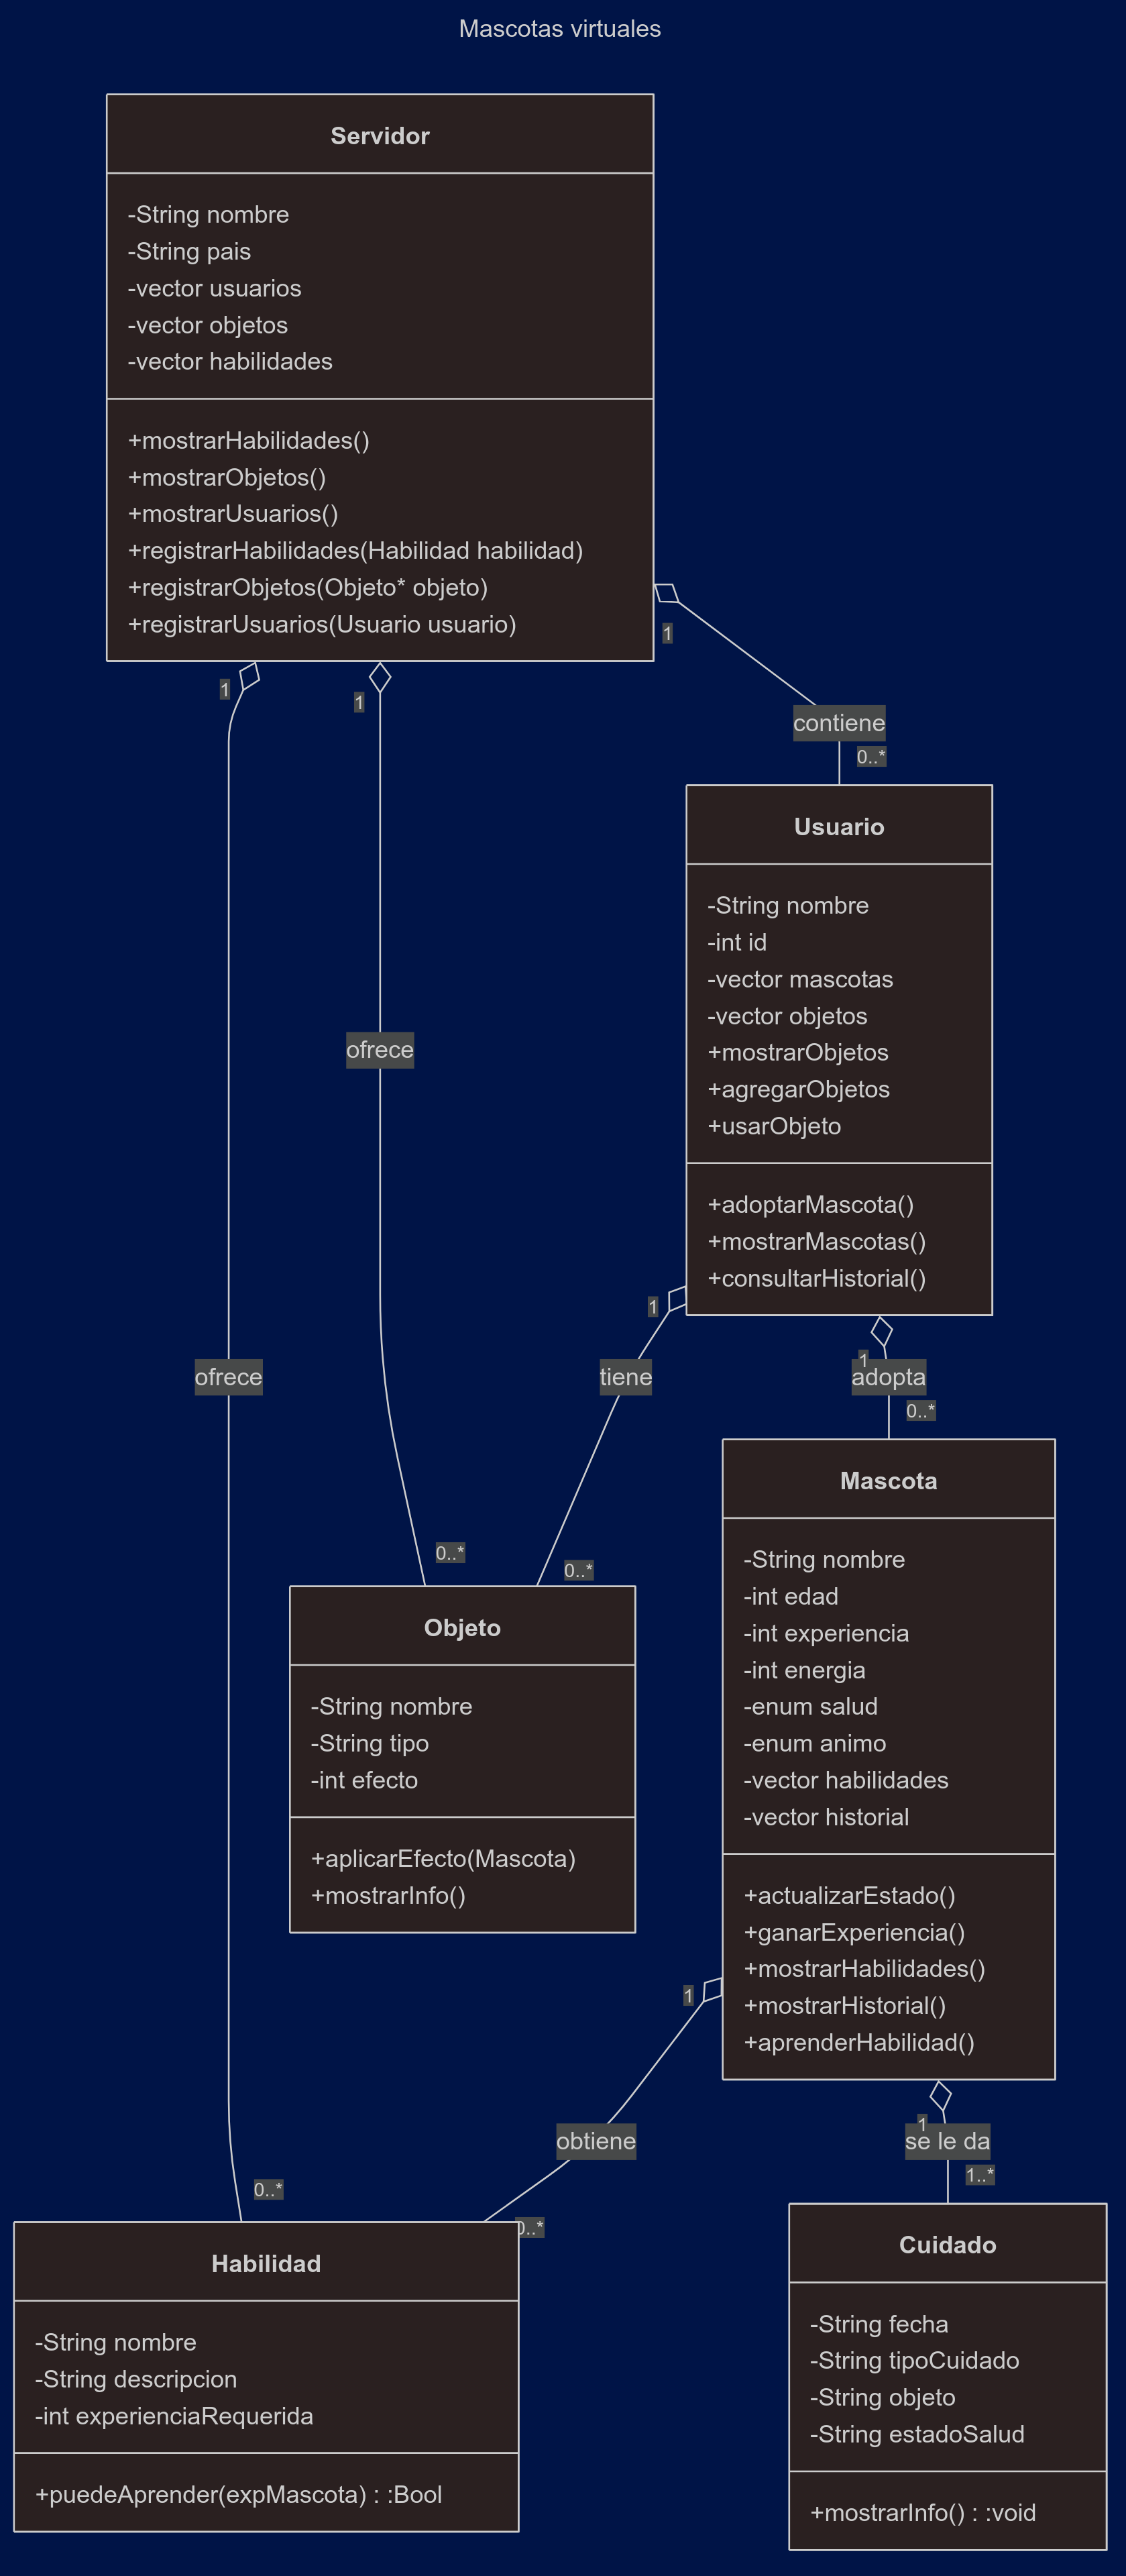 Mascotas virtuales
Servidor
-String nombre
-String pais
-vector usuarios
-vector objetos
-vector habilidades
+mostrarHabilidades()
+mostrarObjetos()
+mostrarUsuarios()
+registrarHabilidades(Habilidad habilidad)
+registrarObjetos(Objeto* objeto)
+registrarUsuarios(Usuario usuario)
1
1
1
contiene
0..*
Usuario
-String nombre
-int id
-vector mascotas
-vector objetos
+mostrarObjetos
+agregarObjetos
+usarObjeto
+adoptarMascota()
+mostrarMascotas()
+consultarHistorial()
ofrece
ofrece
1
tiene
1
adopta
0..*
0..*
0..*
Objeto
-String nombre
-String tipo
-int efecto
+aplicarEfecto(Mascota)
+mostrarInfo()
Mascota
-String nombre
-int edad
-int experiencia
-int energia
-enum salud
-enum animo
-vector habilidades
-vector historial
+actualizarEstado()
+ganarExperiencia()
+mostrarHabilidades()
+mostrarHistorial()
+aprenderHabilidad()
1
obtiene
1
se le da
1..*
0..*
0..*
Habilidad
-String nombre
-String descripcion
-int experienciaRequerida
+puedeAprender(expMascota) : :Bool
Cuidado
-String fecha
-String tipoCuidado
-String objeto
-String estadoSalud
+mostrarInfo() : :void